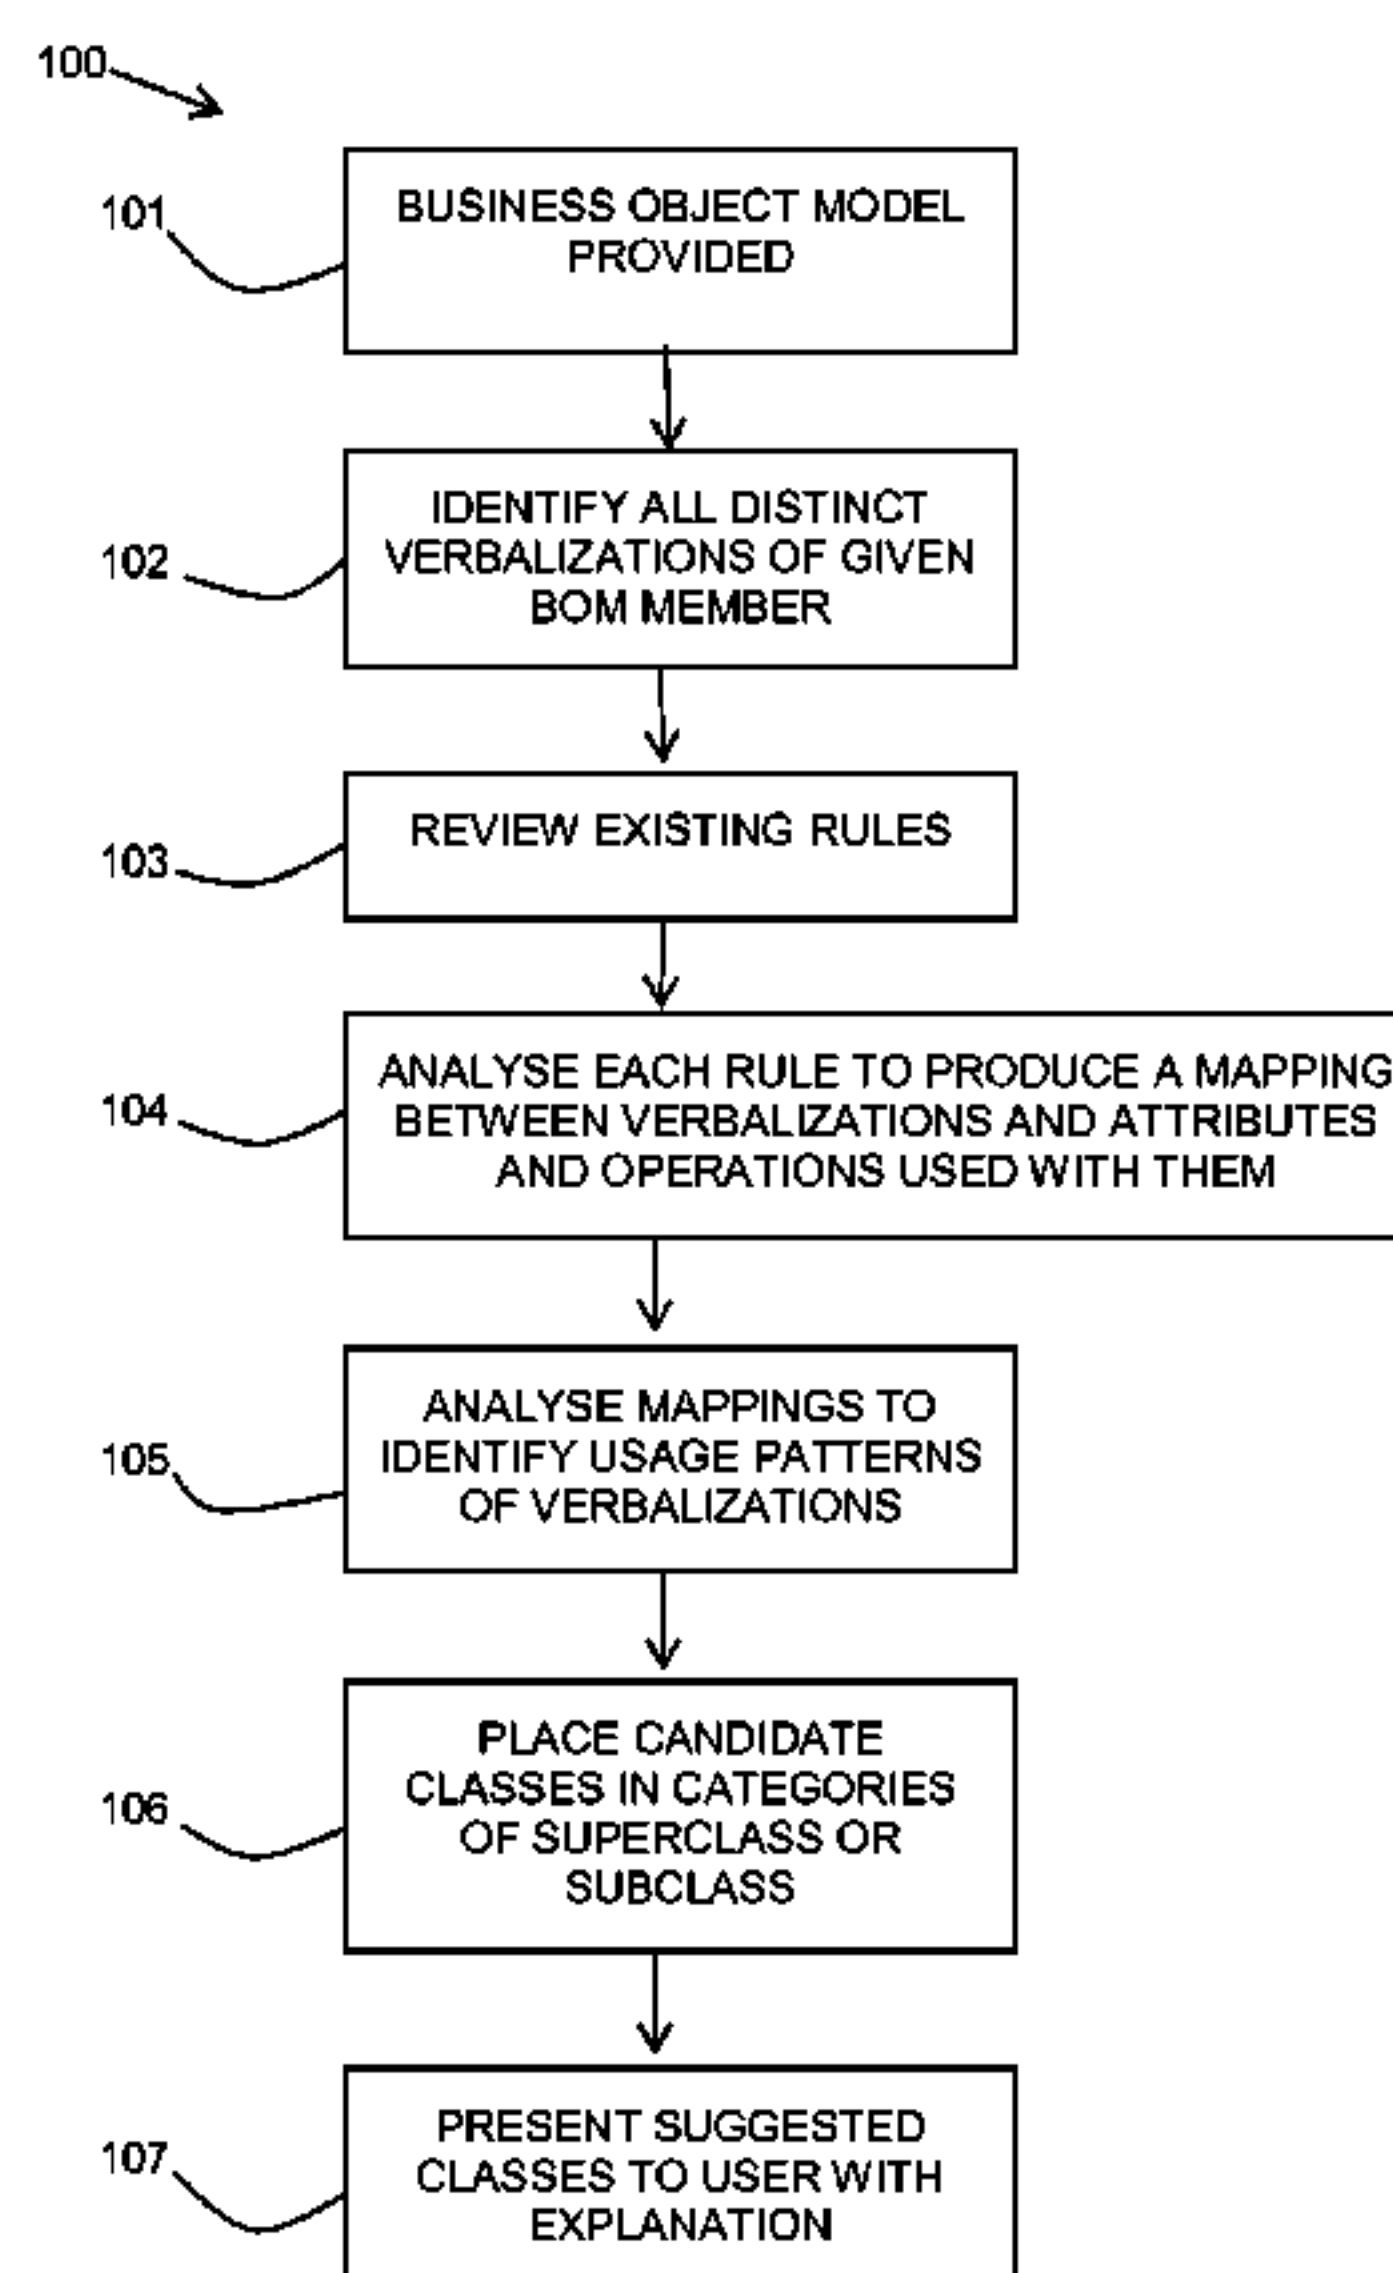 100
101
BUSINESS OBJECT MODEL
PROVIDED
102
IDENTIFY ALL DISTINCT
VERBALIZATIONS OF GIVEN
BOM MEMBER
103
REVIEW EXISTING RULES
104
ANALYSE EACH RULE TO PRODUCE A MAPPING
BETWEEN VERBALIZATIONS AND ATTRIBUTES
AND OPERATIONS USED WITH THEM
105
ANALYSE MAPPINGS TO
IDENTIFY USAGE PATTERNS
OF VERBALIZATIONS
106
PLACE CANDIDATE
CLASSES IN CATEGORIES
OF SUPERCLASS OR
SUBCLASS
107
PRESENT SUGGESTED
CLASSES TO USER WITH
EXPLANATION